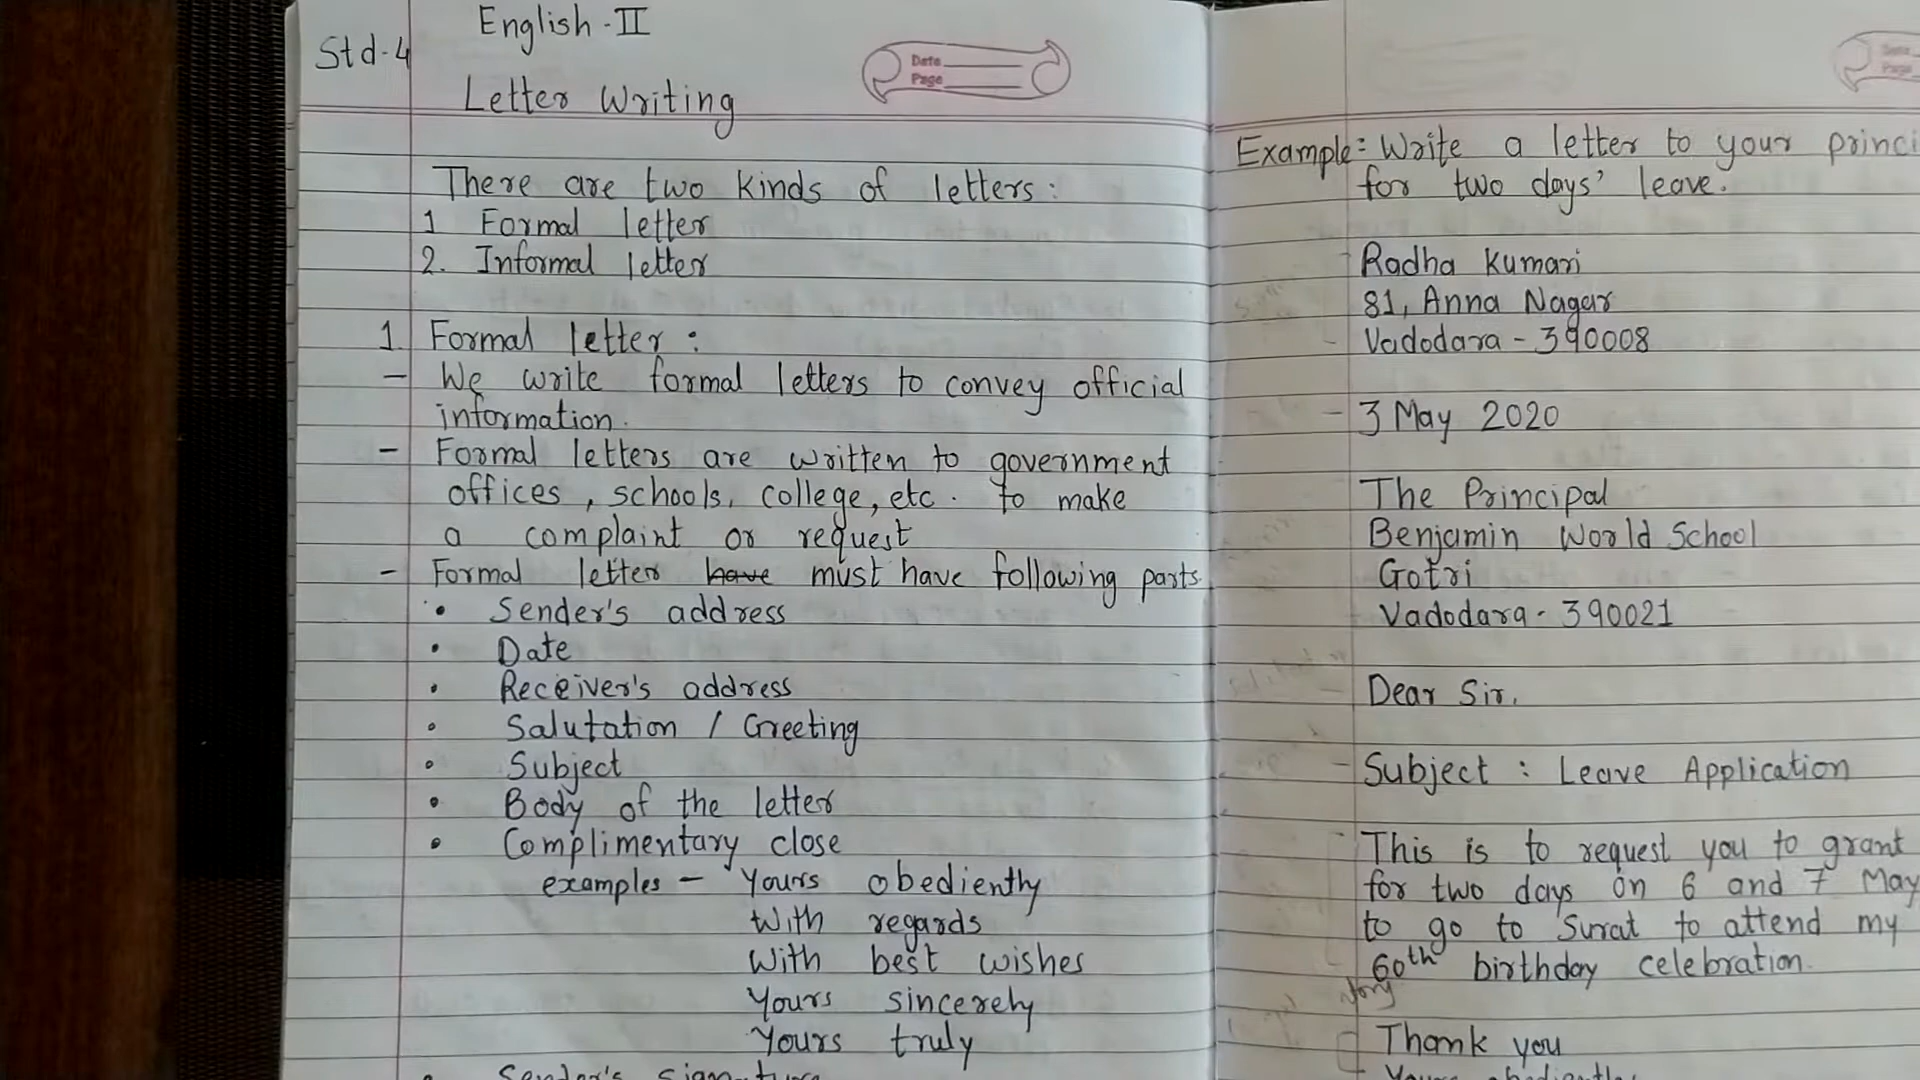 Std-4
English - II
Letter Writing
Date
Page
There are two kinds of letters:
1 Formal letter
2. Informal letter
1. Formal letter :
- We write formal letters to convey official
information.
- Formal letters are written to government
offices, schools, college, etc. to make
a complaint or request
- Formal letter have must have following parts
• Sender's address
• Date
• Receiver's address
• Salutation / Greeting
• Subject
• Body of the letter
• Complimentary close
examples - Yours obediently
With regards
With best wishes
Yours sincerely
Yours truly
• Sender's signature
Date
Page
Example: Write a letter to your princi
for two days' leave.
Radha Kumari
81, Anna Nagar
Vadodara - 390008
- 3 May 2020
The Principal
Benjamin World School
Gotri
Vadodara - 390021
- Dear Sir,
- Subject : Leave Application
This is to request you to grant
for two days on 6 and 7 May
to go to Surat to attend my
60th birthday celebration.
Thank you
Yours obediently